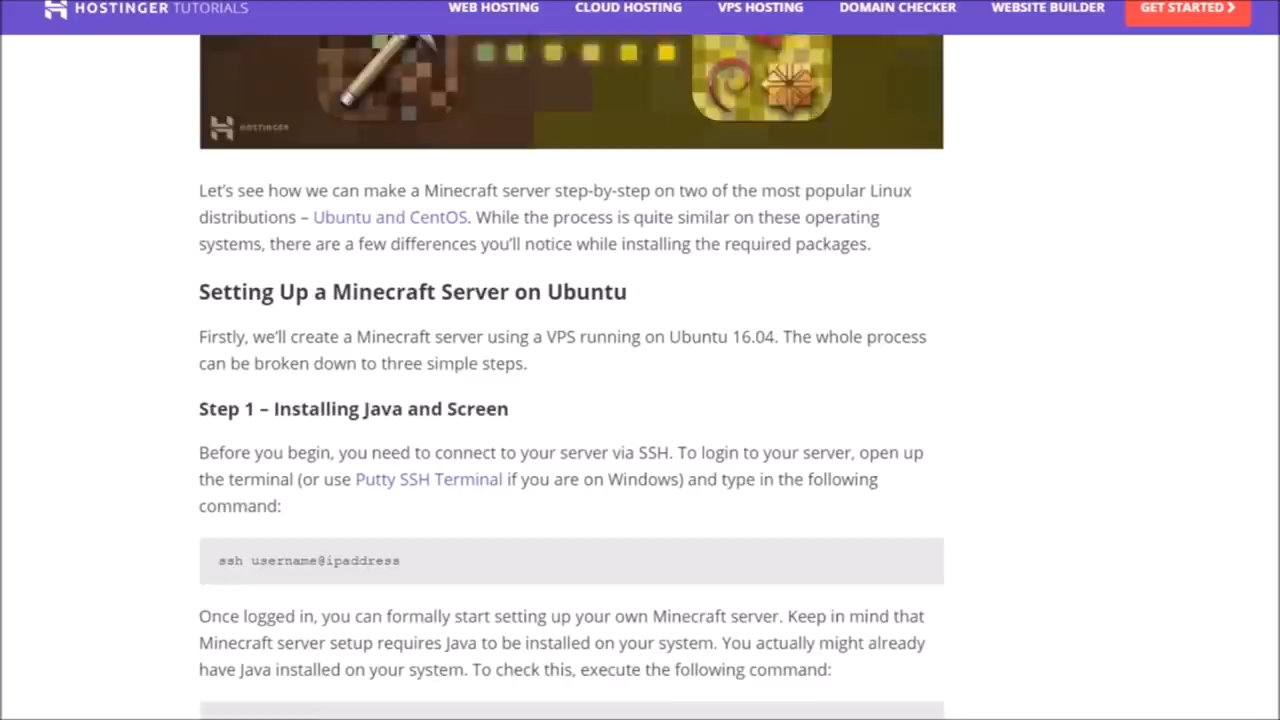 HOSTINGER TUTORIALS
WEB HOSTING
CLOUD HOSTING
VPS HOSTING
DOMAIN CHECKER
WEBSITE BUILDER
GET STARTED
HOSTINGER
Let's see how we can make a Minecraft server step-by-step on two of the most popular Linux
distributions – Ubuntu and CentOS. While the process is quite similar on these operating
systems, there are a few differences you'll notice while installing the required packages.
Setting Up a Minecraft Server on Ubuntu
Firstly, we'll create a Minecraft server using a VPS running on Ubuntu 16.04. The whole process
can be broken down to three simple steps.
Step 1 – Installing Java and Screen
Before you begin, you need to connect to your server via SSH. To login to your server, open up
the terminal (or use Putty SSH Terminal if you are on Windows) and type in the following
command:
ssh username@ipaddress
Once logged in, you can formally start setting up your own Minecraft server. Keep in mind that
Minecraft server setup requires Java to be installed on your system. You actually might already
have Java installed on your system. To check this, execute the following command: